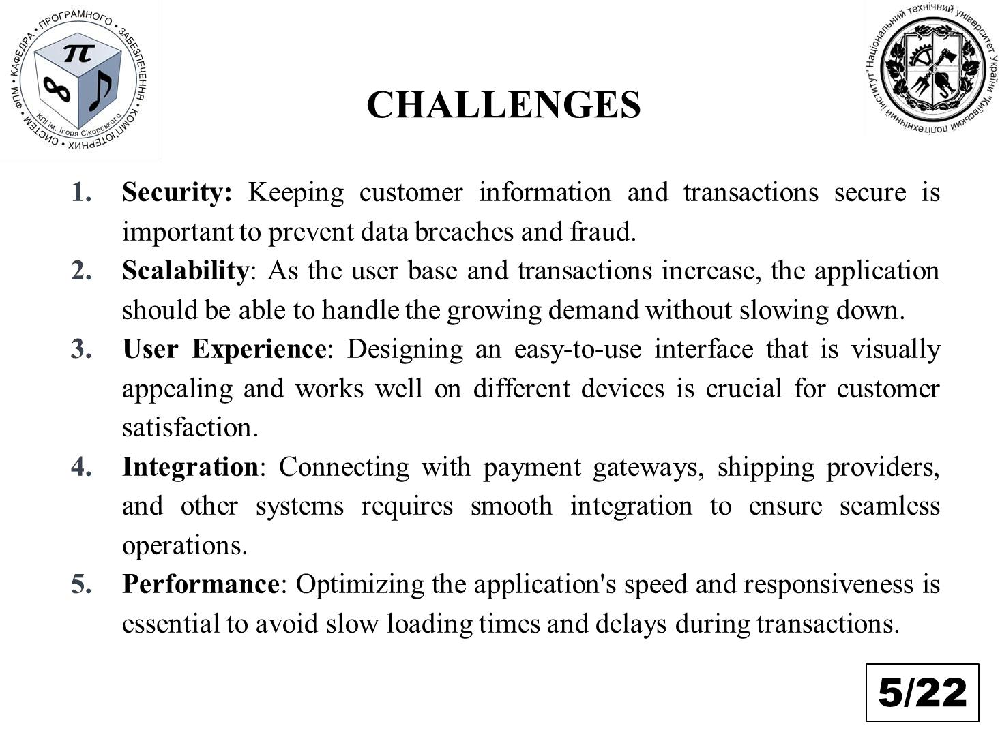 ФПМ • КАФЕДРА • ПРОГРАМНОГО • ЗАБЕЗПЕЧЕННЯ • КОМП'ЮТЕРНИХ • СИСТЕМ •
π
∞
КПІ ім. Ігоря Сікорського
Національний технічний університет України "Київський політехнічний інститут"
CHALLENGES
1. Security: Keeping customer information and transactions secure is
important to prevent data breaches and fraud.
2. Scalability: As the user base and transactions increase, the application
should be able to handle the growing demand without slowing down.
3. User Experience: Designing an easy-to-use interface that is visually
appealing and works well on different devices is crucial for customer
satisfaction.
4. Integration: Connecting with payment gateways, shipping providers,
and other systems requires smooth integration to ensure seamless
operations.
5. Performance: Optimizing the application's speed and responsiveness is
essential to avoid slow loading times and delays during transactions.
5/22